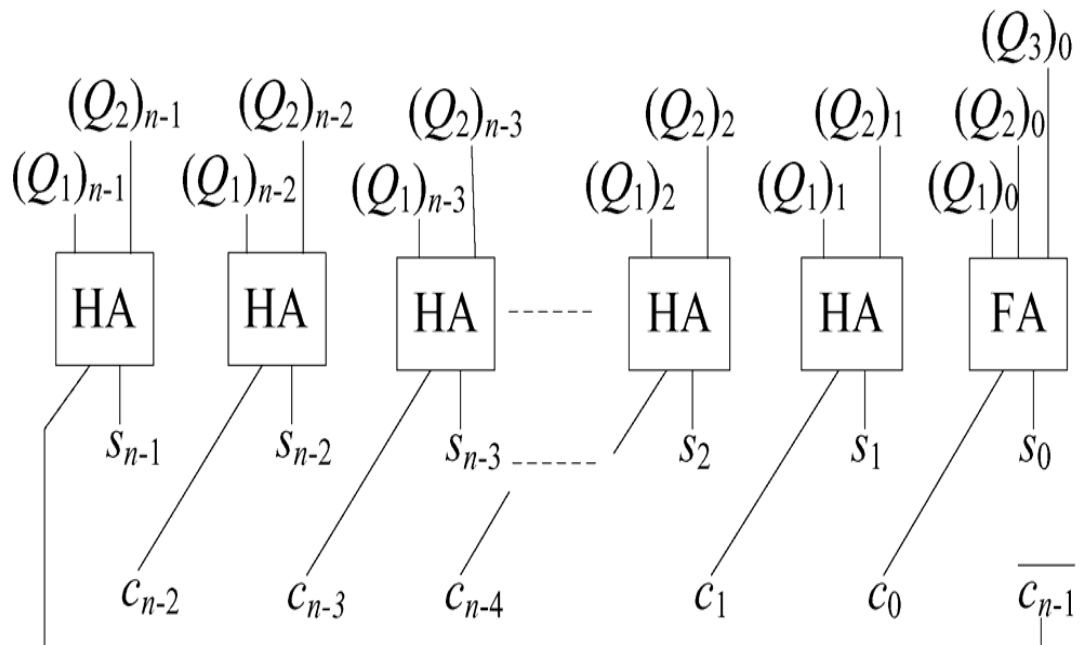 (Q₃)₀
(Q₂)ₙ₋₁ (Q₂)ₙ₋₂ (Q₂)ₙ₋₃ (Q₂)₂ (Q₂)₁ (Q₂)₀
(Q₁)ₙ₋₁ (Q₁)ₙ₋₂ (Q₁)ₙ₋₃ (Q₁)₂ (Q₁)₁ (Q₁)₀
HA HA HA HA HA FA
sₙ₋₁ sₙ₋₂ sₙ₋₃ s₂ s₁ s₀
cₙ₋₂ cₙ₋₃ cₙ₋₄ c₁ c₀ c̅ₙ₋₁